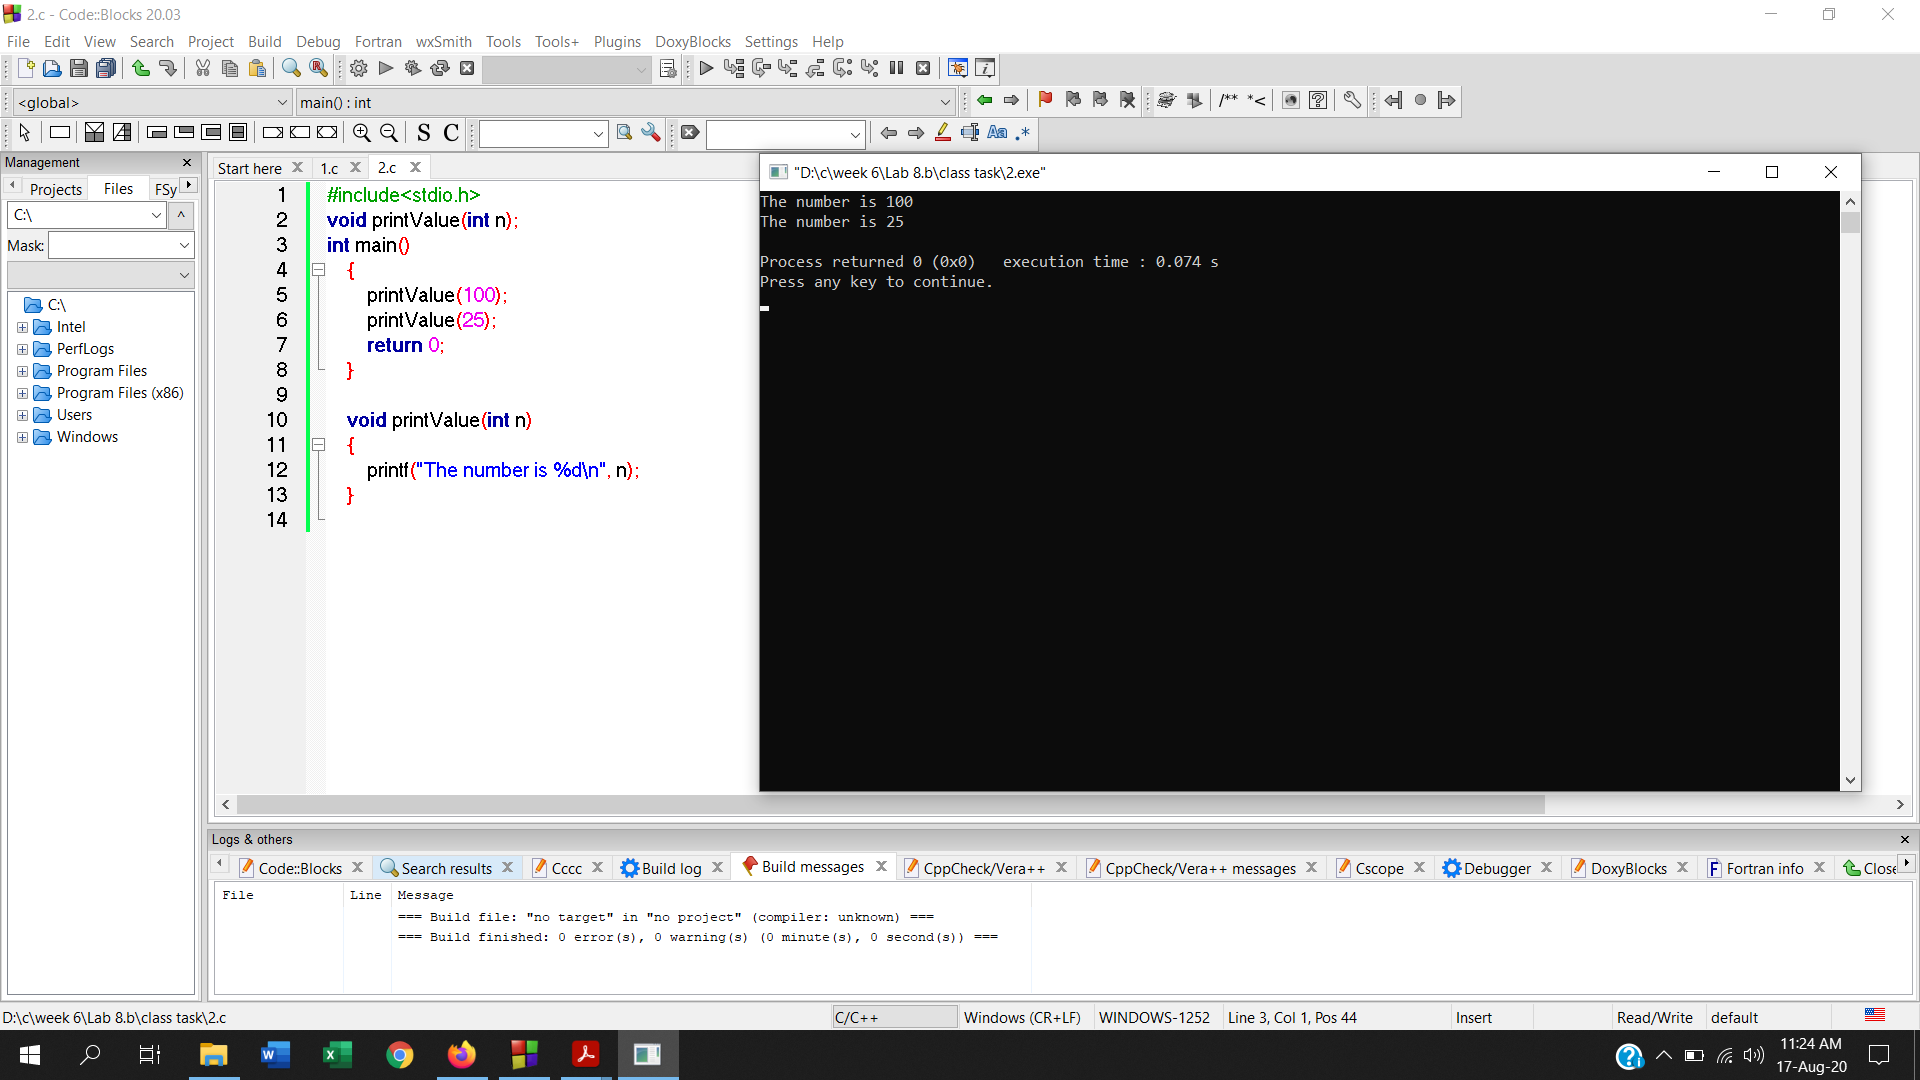 2.c - Code::Blocks 20.03
File Edit View Search Project Build Debug Fortran wxSmith Tools Tools+ Plugins DoxyBlocks Settings Help
<global> main() : int
/** *<
S C Aa .*
Management
Projects Files FSy
C:\ ^
Mask:
C:\
Intel
PerfLogs
Program Files
Program Files (x86)
Users
Windows
Start here 1.c 2.c
1 #include<stdio.h>
2 void printValue(int n);
3 int main()
4 {
5 printValue(100);
6 printValue(25);
7 return 0;
8 }
9
10 void printValue(int n)
11 {
12 printf("The number is %d\n", n);
13 }
14
"D:\c\week 6\Lab 8.b\class task\2.exe"
The number is 100
The number is 25
Process returned 0 (0x0) execution time : 0.074 s
Press any key to continue.
Logs & others
Code::Blocks Search results Cccc Build log Build messages CppCheck/Vera++ CppCheck/Vera++ messages Cscope Debugger DoxyBlocks Fortran info Close
File Line Message
=== Build file: "no target" in "no project" (compiler: unknown) ===
=== Build finished: 0 error(s), 0 warning(s) (0 minute(s), 0 second(s)) ===
D:\c\week 6\Lab 8.b\class task\2.c C/C++ Windows (CR+LF) WINDOWS-1252 Line 3, Col 1, Pos 44 Insert Read/Write default
11:24 AM
17-Aug-20